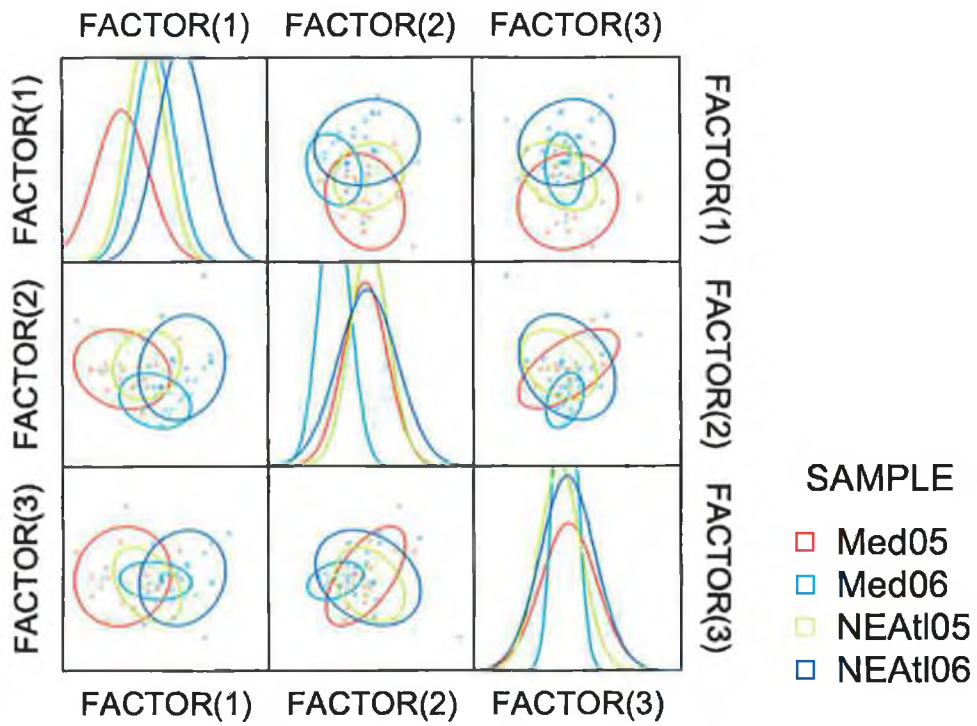 FACTOR(1) FACTOR(2) FACTOR(3)
FACTOR(1)
FACTOR(1)
FACTOR(2)
FACTOR(2)
FACTOR(3)
FACTOR(3)
FACTOR(1) FACTOR(2) FACTOR(3)
SAMPLE
Med05
Med06
NEAtl05
NEAtl06